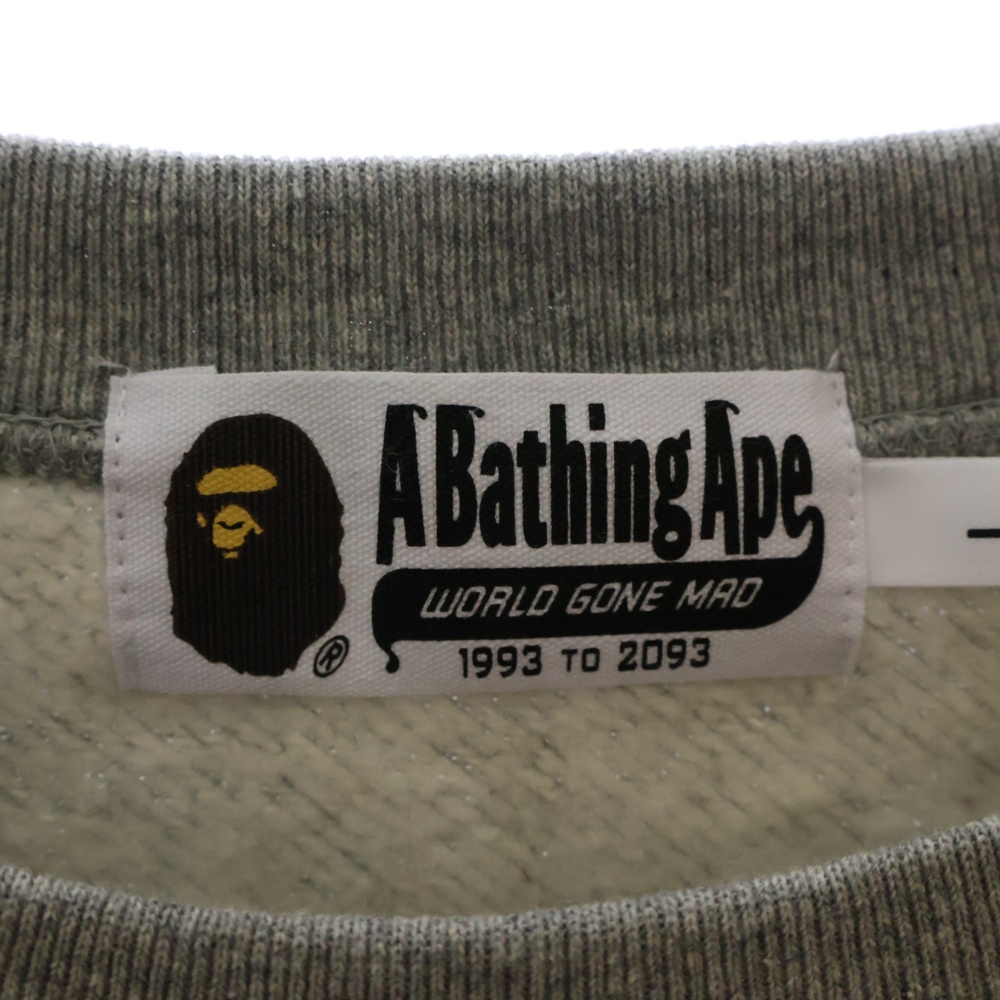 A Bathing Ape
WORLD GONE MAD
1993 TO 2093
®